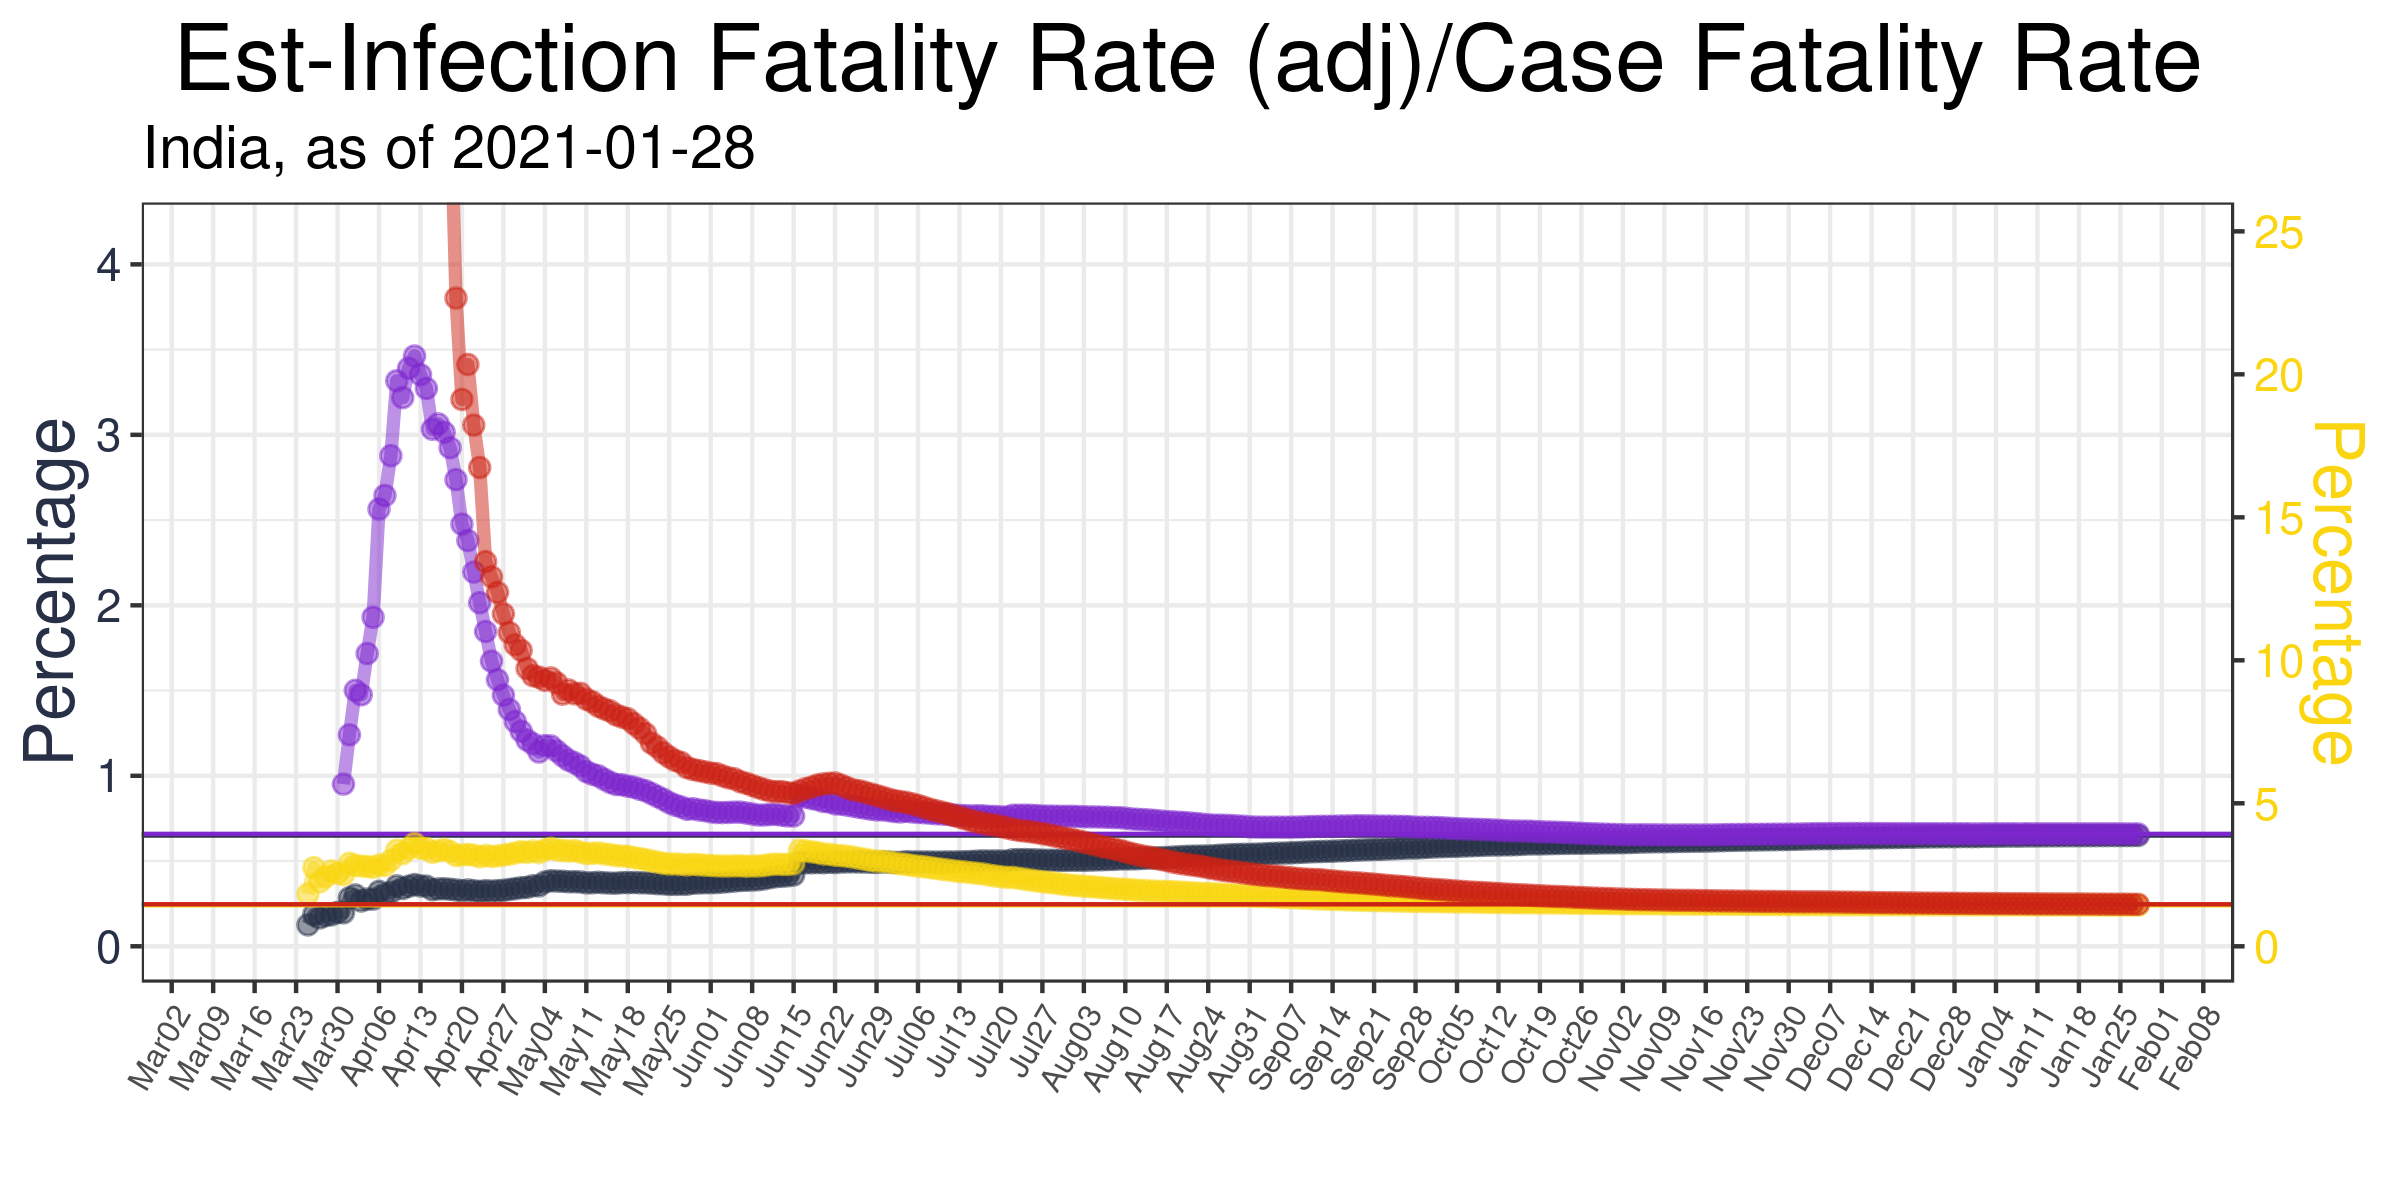 Est-Infection Fatality Rate (adj)/Case Fatality Rate
India, as of 2021-01-28
Percentage
4
3
2
1
0
25
20
15
10
5
0
Percentage
Mar02
Mar09
Mar16
Mar23
Mar30
Apr06
Apr13
Apr20
Apr27
May04
May11
May18
May25
Jun01
Jun08
Jun15
Jun22
Jun29
Jul06
Jul13
Jul20
Jul27
Aug03
Aug10
Aug17
Aug24
Aug31
Sep07
Sep14
Sep21
Sep28
Oct05
Oct12
Oct19
Oct26
Nov02
Nov09
Nov16
Nov23
Nov30
Dec07
Dec14
Dec21
Dec28
Jan04
Jan11
Jan18
Jan25
Feb01
Feb08